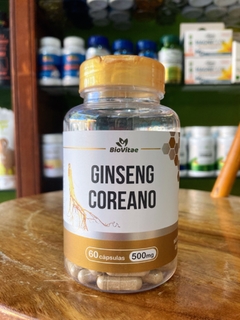 BioVitae
GINSENG
COREANO
60 cápsulas 500mg